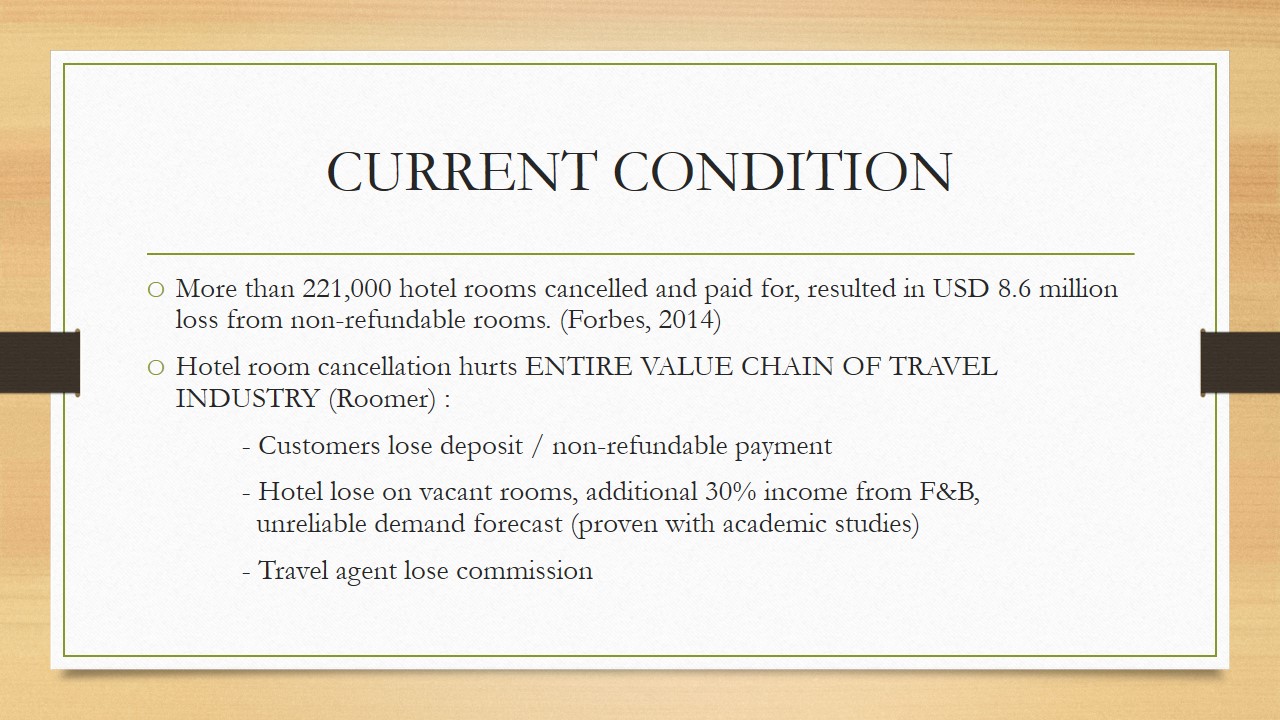 CURRENT CONDITION
o More than 221,000 hotel rooms cancelled and paid for, resulted in USD 8.6 million
loss from non-refundable rooms. (Forbes, 2014)
o Hotel room cancellation hurts ENTIRE VALUE CHAIN OF TRAVEL
INDUSTRY (Roomer) :
- Customers lose deposit / non-refundable payment
- Hotel lose on vacant rooms, additional 30% income from F&B,
unreliable demand forecast (proven with academic studies)
- Travel agent lose commission